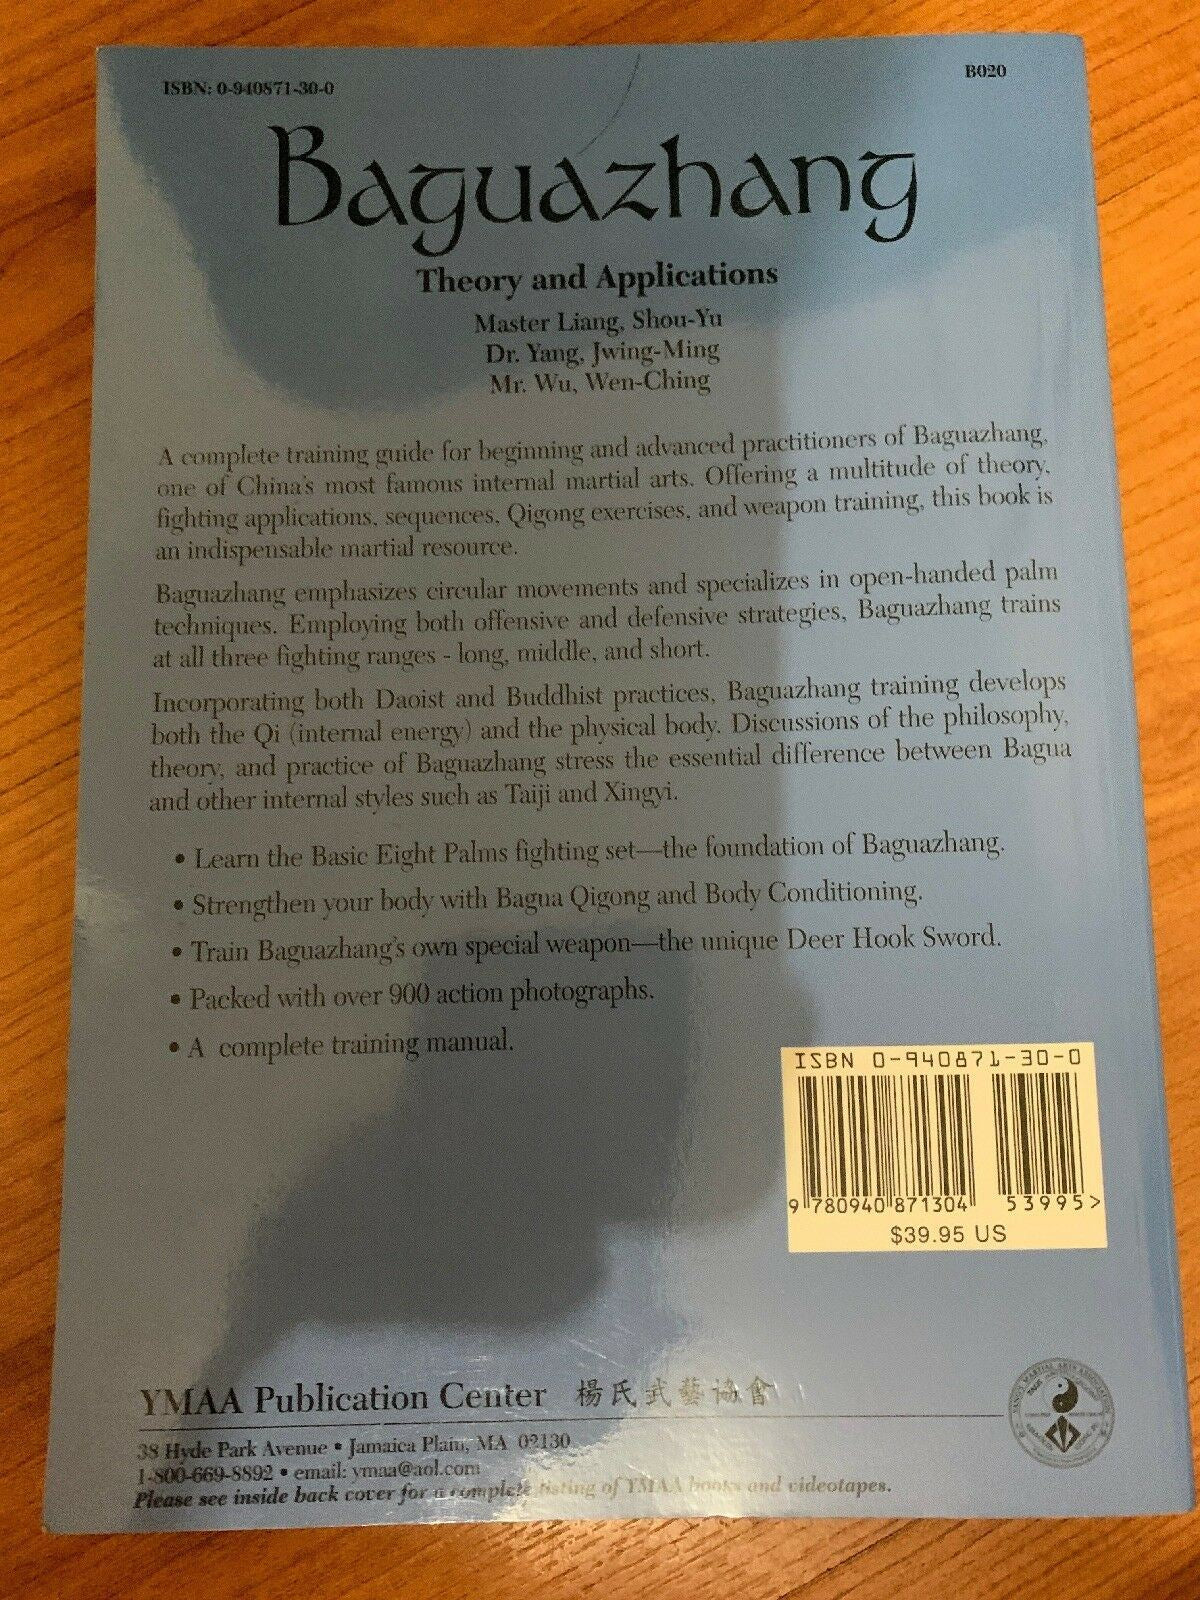 ISBN: 0-940871-30-0
B020
Baguazhang
Theory and Applications
Master Liang, Shou-Yu
Dr. Yang, Jwing-Ming
Mr. Wu, Wen-Ching
A complete training guide for beginning and advanced practitioners of Baguazhang,
one of China's most famous internal martial arts. Offering a multitude of theory,
fighting applications, sequences, Qigong exercises, and weapon training, this book is
an indispensable martial resource.
Baguazhang emphasizes circular movements and specializes in open-handed palm
techniques. Employing both offensive and defensive strategies, Baguazhang trains
at all three fighting ranges - long, middle, and short.
Incorporating both Daoist and Buddhist practices, Baguazhang training develops
both the Qi (internal energy) and the physical body. Discussions of the philosophy,
theory, and practice of Baguazhang stress the essential difference between Bagua
and other internal styles such as Taiji and Xingyi.
• Learn the Basic Eight Palms fighting set—the foundation of Baguazhang.
• Strengthen your body with Bagua Qigong and Body Conditioning.
• Train Baguazhang's own special weapon—the unique Deer Hook Sword.
• Packed with over 900 action photographs.
• A complete training manual.
ISBN 0-940871-30-0
9 780940 871304 53995>
$39.95 US
YMAA Publication Center 楊氏武藝協會
38 Hyde Park Avenue • Jamaica Plain, MA 02130
1-800-669-8892 • email: ymaa@aol.com
Please see inside back cover for a complete listing of YMAA books and videotapes.
YANG'S MARTIAL ARTS ASSOCIATION